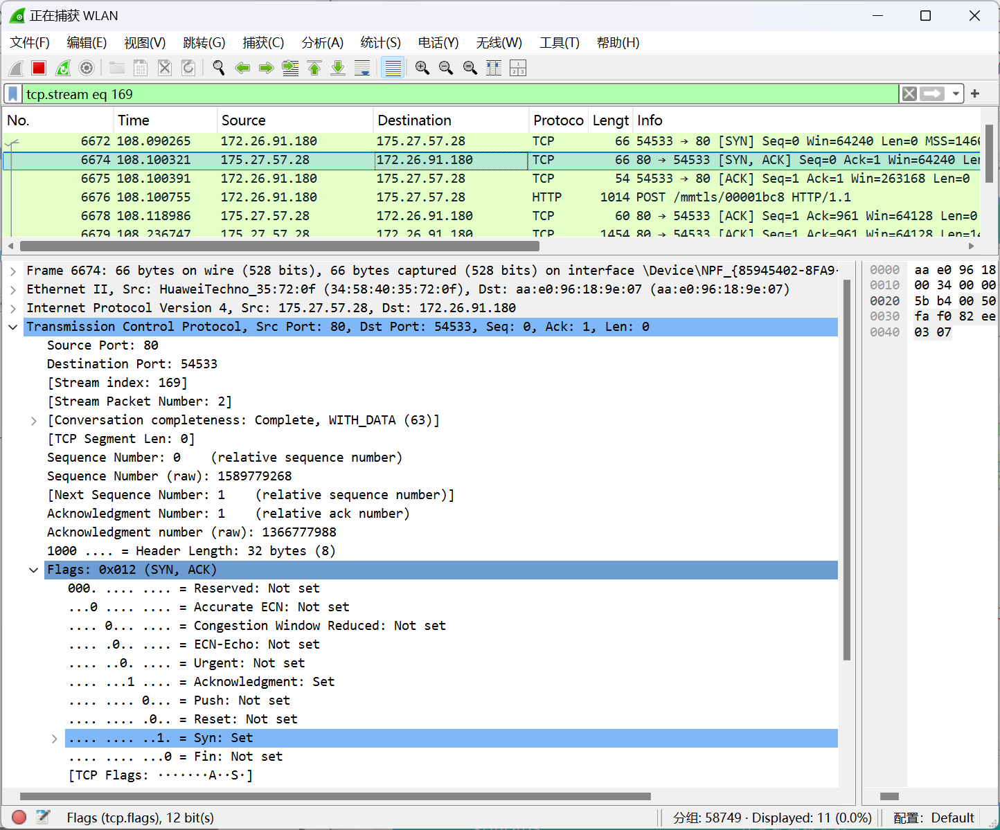 正在捕获 WLAN
文件(F) 编辑(E) 视图(V) 跳转(G) 捕获(C) 分析(A) 统计(S) 电话(Y) 无线(W) 工具(T) 帮助(H)
tcp.stream eq 169
No. Time Source Destination Protoco Lengt Info
6672 108.090265 172.26.91.180 175.27.57.28 TCP 66 54533 → 80 [SYN] Seq=0 Win=64240 Len=0 MSS=1460
6674 108.100321 175.27.57.28 172.26.91.180 TCP 66 80 → 54533 [SYN, ACK] Seq=0 Ack=1 Win=64240 Len
6675 108.100391 172.26.91.180 175.27.57.28 TCP 54 54533 → 80 [ACK] Seq=1 Ack=1 Win=263168 Len=0
6676 108.100755 172.26.91.180 175.27.57.28 HTTP 1014 POST /mmtls/00001bc8 HTTP/1.1
6678 108.118986 175.27.57.28 172.26.91.180 TCP 60 80 → 54533 [ACK] Seq=1 Ack=961 Win=64128 Len=0
6679 108.236747 175.27.57.28 172.26.91.180 TCP 1454 80 → 54533 [ACK] Seq=1 Ack=961 Win=64128 Len=14
Frame 6674: 66 bytes on wire (528 bits), 66 bytes captured (528 bits) on interface \Device\NPF_{85945402-8FA9-
Ethernet II, Src: HuaweiTechno_35:72:0f (34:58:40:35:72:0f), Dst: aa:e0:96:18:9e:07 (aa:e0:96:18:9e:07)
Internet Protocol Version 4, Src: 175.27.57.28, Dst: 172.26.91.180
Transmission Control Protocol, Src Port: 80, Dst Port: 54533, Seq: 0, Ack: 1, Len: 0
Source Port: 80
Destination Port: 54533
[Stream index: 169]
[Stream Packet Number: 2]
[Conversation completeness: Complete, WITH_DATA (63)]
[TCP Segment Len: 0]
Sequence Number: 0    (relative sequence number)
Sequence Number (raw): 1589779268
[Next Sequence Number: 1    (relative sequence number)]
Acknowledgment Number: 1    (relative ack number)
Acknowledgment number (raw): 1366777988
1000 .... = Header Length: 32 bytes (8)
Flags: 0x012 (SYN, ACK)
000. .... .... = Reserved: Not set
...0 .... .... = Accurate ECN: Not set
.... 0... .... = Congestion Window Reduced: Not set
.... .0.. .... = ECN-Echo: Not set
.... ..0. .... = Urgent: Not set
.... ...1 .... = Acknowledgment: Set
.... .... 0... = Push: Not set
.... .... .0.. = Reset: Not set
.... .... ..1. = Syn: Set
.... .... ...0 = Fin: Not set
[TCP Flags: ·······A··S·]
0000 aa e0 96 18
0010 00 34 00 00
0020 5b b4 00 50
0030 fa f0 82 ee
0040 03 07
Flags (tcp.flags), 12 bit(s)
分组: 58749 · Displayed: 11 (0.0%)
配置: Default